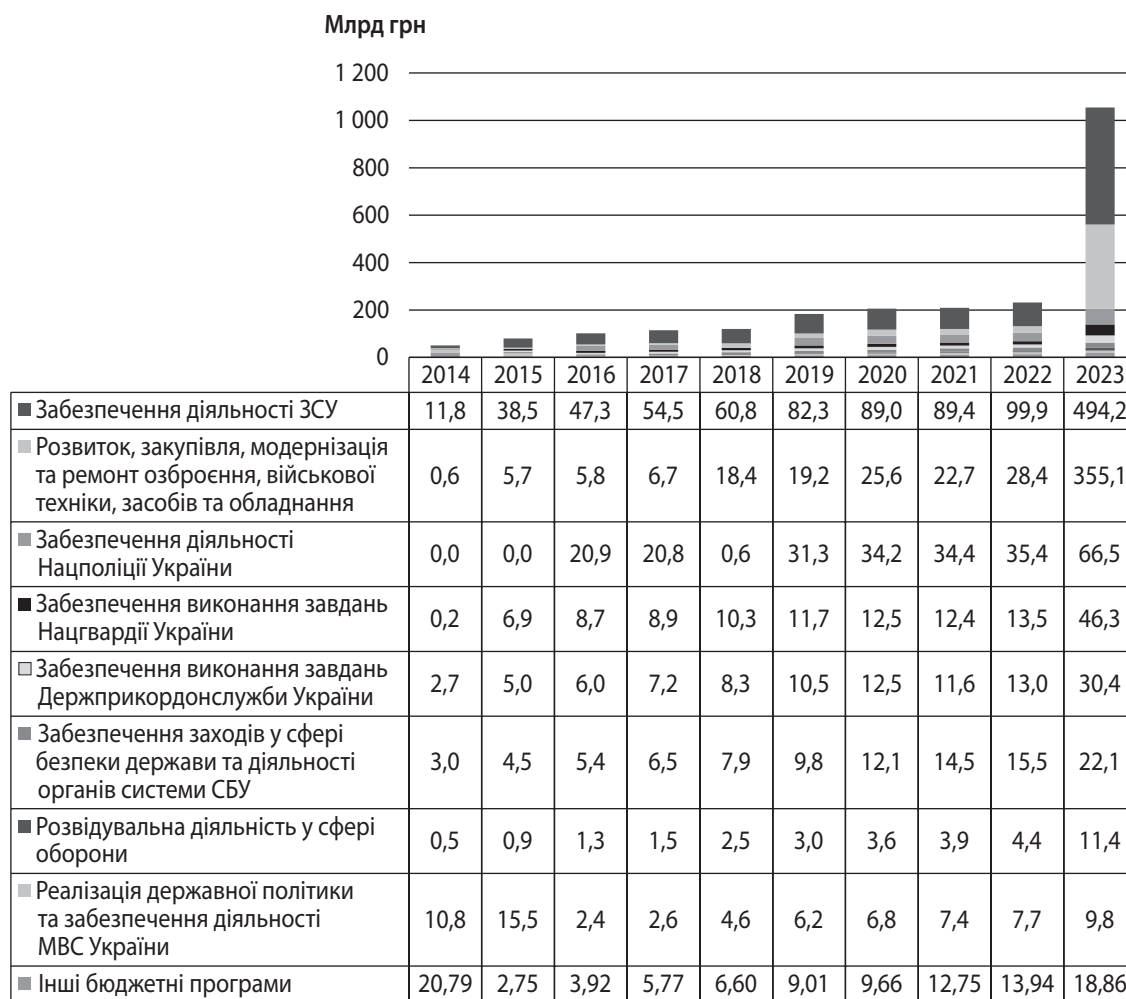 Млрд грн
1 200
1 000
800
600
400
200
0
2014 2015 2016 2017 2018 2019 2020 2021 2022 2023
Забезпечення діяльності ЗСУ 11,8 38,5 47,3 54,5 60,8 82,3 89,0 89,4 99,9 494,2
Розвиток, закупівля, модернізація
та ремонт озброєння, військової
техніки, засобів та обладнання
0,6 5,7 5,8 6,7 18,4 19,2 25,6 22,7 28,4 355,1
Забезпечення діяльності
Нацполіції України
0,0 0,0 20,9 20,8 0,6 31,3 34,2 34,4 35,4 66,5
Забезпечення виконання завдань
Нацгвардії України
0,2 6,9 8,7 8,9 10,3 11,7 12,5 12,4 13,5 46,3
Забезпечення виконання завдань
Держприкордонслужби України
2,7 5,0 6,0 7,2 8,3 10,5 12,5 11,6 13,0 30,4
Забезпечення заходів у сфері
безпеки держави та діяльності
органів системи СБУ
3,0 4,5 5,4 6,5 7,9 9,8 12,1 14,5 15,5 22,1
Розвідувальна діяльність у сфері
оборони
0,5 0,9 1,3 1,5 2,5 3,0 3,6 3,9 4,4 11,4
Реалізація державної політики
та забезпечення діяльності
МВС України
10,8 15,5 2,4 2,6 4,6 6,2 6,8 7,4 7,7 9,8
Інші бюджетні програми 20,79 2,75 3,92 5,77 6,60 9,01 9,66 12,75 13,94 18,86